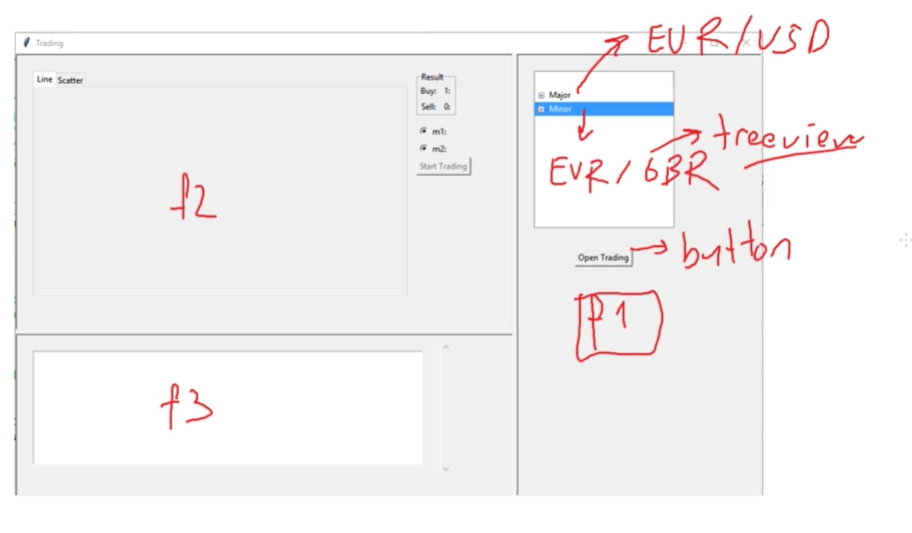 EUR/USD
Trading
Line Scatter
Result
Buy: 1:
Sell: 0:
m1:
m2:
Start Trading
Major
Minor
treeview
EUR/GBR
f2
Open Trading
button
f1
f3